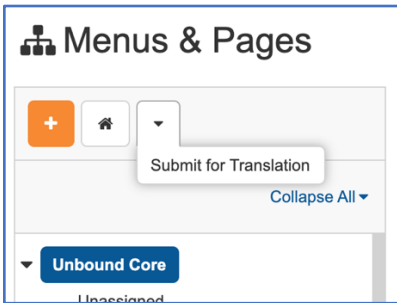 Menus & Pages
Submit for Translation
Collapse All
Unbound Core
Unassigned